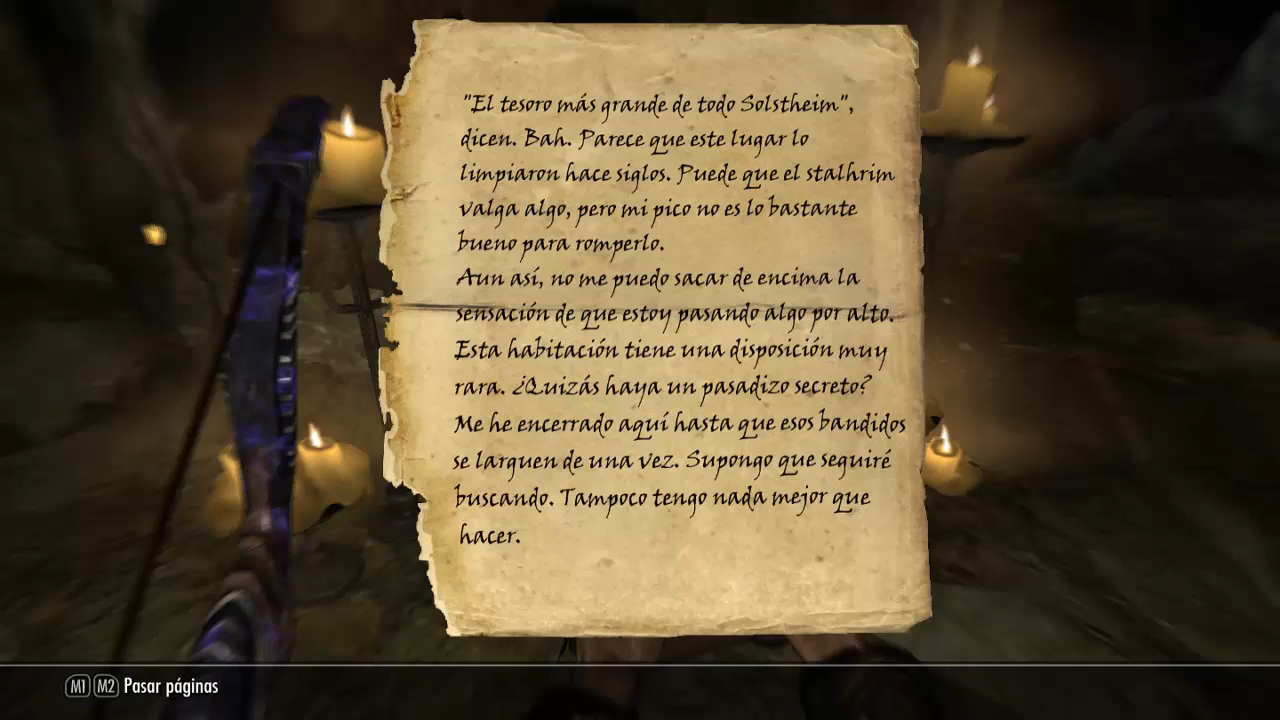 "El tesoro más grande de todo Solstheim",
dicen. Bah. Parece que este lugar lo
limpiaron hace siglos. Puede que el stalhrim
valga algo, pero mi pico no es lo bastante
bueno para romperlo.
Aun así, no me puedo sacar de encima la
sensación de que estoy pasando algo por alto.
Esta habitación tiene una disposición muy
rara. ¿Quizás haya un pasadizo secreto?
Me he encerrado aquí hasta que esos bandidos
se larguen de una vez. Supongo que seguiré
buscando. Tampoco tengo nada mejor que
hacer.
M1 M2 Pasar páginas